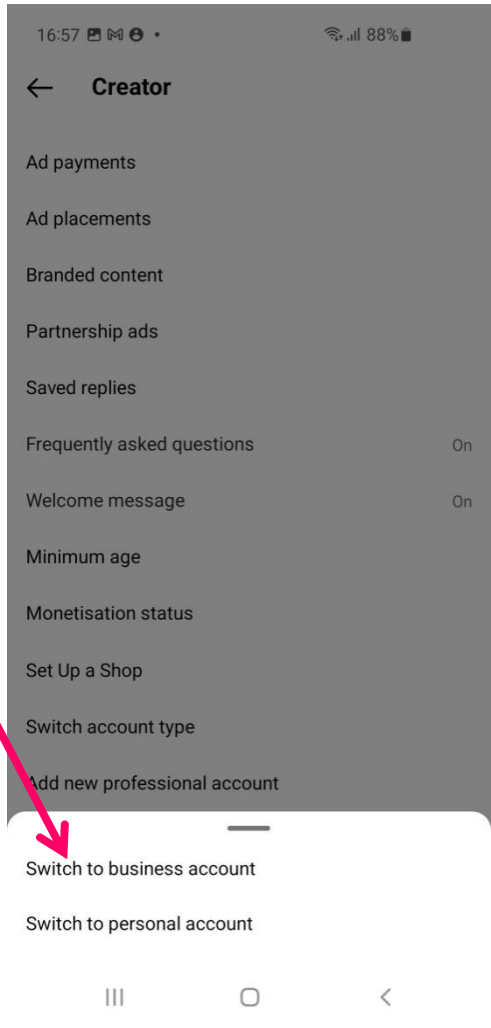 16:57 88%
Creator
Ad payments
Ad placements
Branded content
Partnership ads
Saved replies
Frequently asked questions On
Welcome message On
Minimum age
Monetisation status
Set Up a Shop
Switch account type
Add new professional account
Switch to business account
Switch to personal account